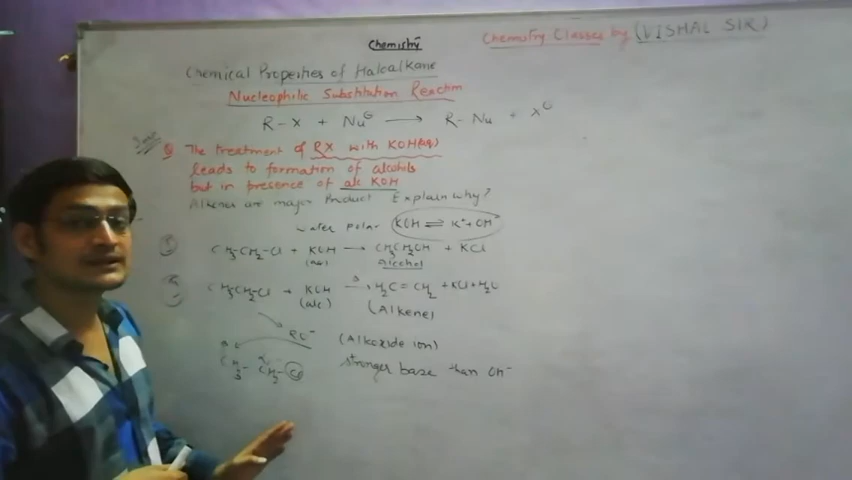 Chemistry
Chemistry Classes by (VISHAL SIR)
Chemical Properties of Haloalkane
Nucleophilic Substitution Reaction
R-X + Nu⊖ → R-Nu + X⊖
Q The treatment of RX with KOH(aq)
leads to formation of alcohols
but in presence of alc KOH
Alkenes are major Product Explain why?
water polar KOH ⇌ K⁺ + OH⁻
CH₃-CH₂-Cl + KOH → CH₃CH₂OH + KCl
(aq) alcohol
CH₃CH₂Cl + KOH → H₂C=CH₂ + KCl + H₂O
(alc) (Alkene)
RO⁻ (Alkoxide ion)
CH₃-CH₂-Cl stronger base than OH⁻